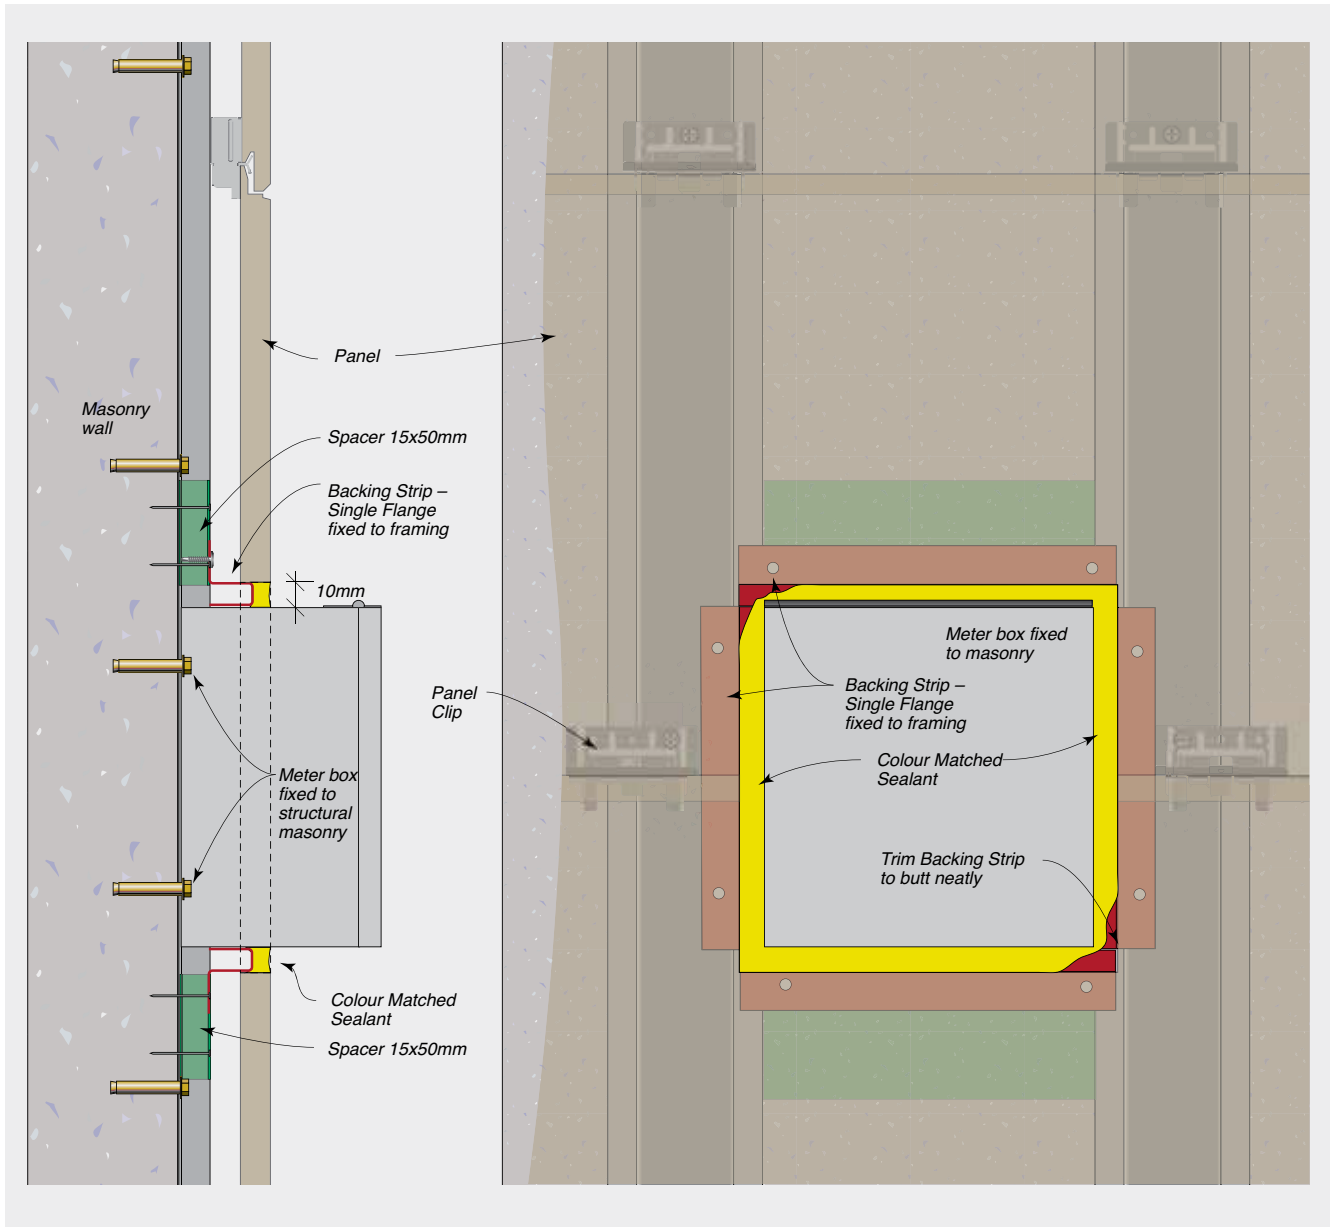 Panel
Masonry
wall
Spacer 15x50mm
Backing Strip –
Single Flange
fixed to framing
10mm
Meter box
fixed to
structural
masonry
Colour Matched
Sealant
Spacer 15x50mm
Panel
Clip
Meter box fixed
to masonry
Backing Strip –
Single Flange
fixed to framing
Colour Matched
Sealant
Trim Backing Strip
to butt neatly